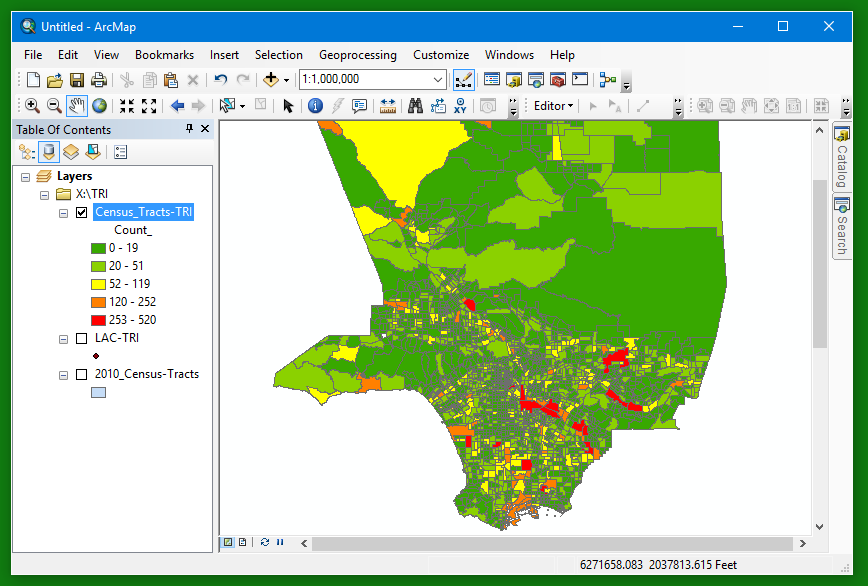 Untitled - ArcMap
File Edit View Bookmarks Insert Selection Geoprocessing Customize Windows Help
1:1,000,000
Editor
Table Of Contents
Layers
X:\TRI
Census_Tracts-TRI
Count_
0 - 19
20 - 51
52 - 119
120 - 252
253 - 520
LAC-TRI
2010_Census-Tracts
Catalog
Search
6271658.083 2037813.615 Feet